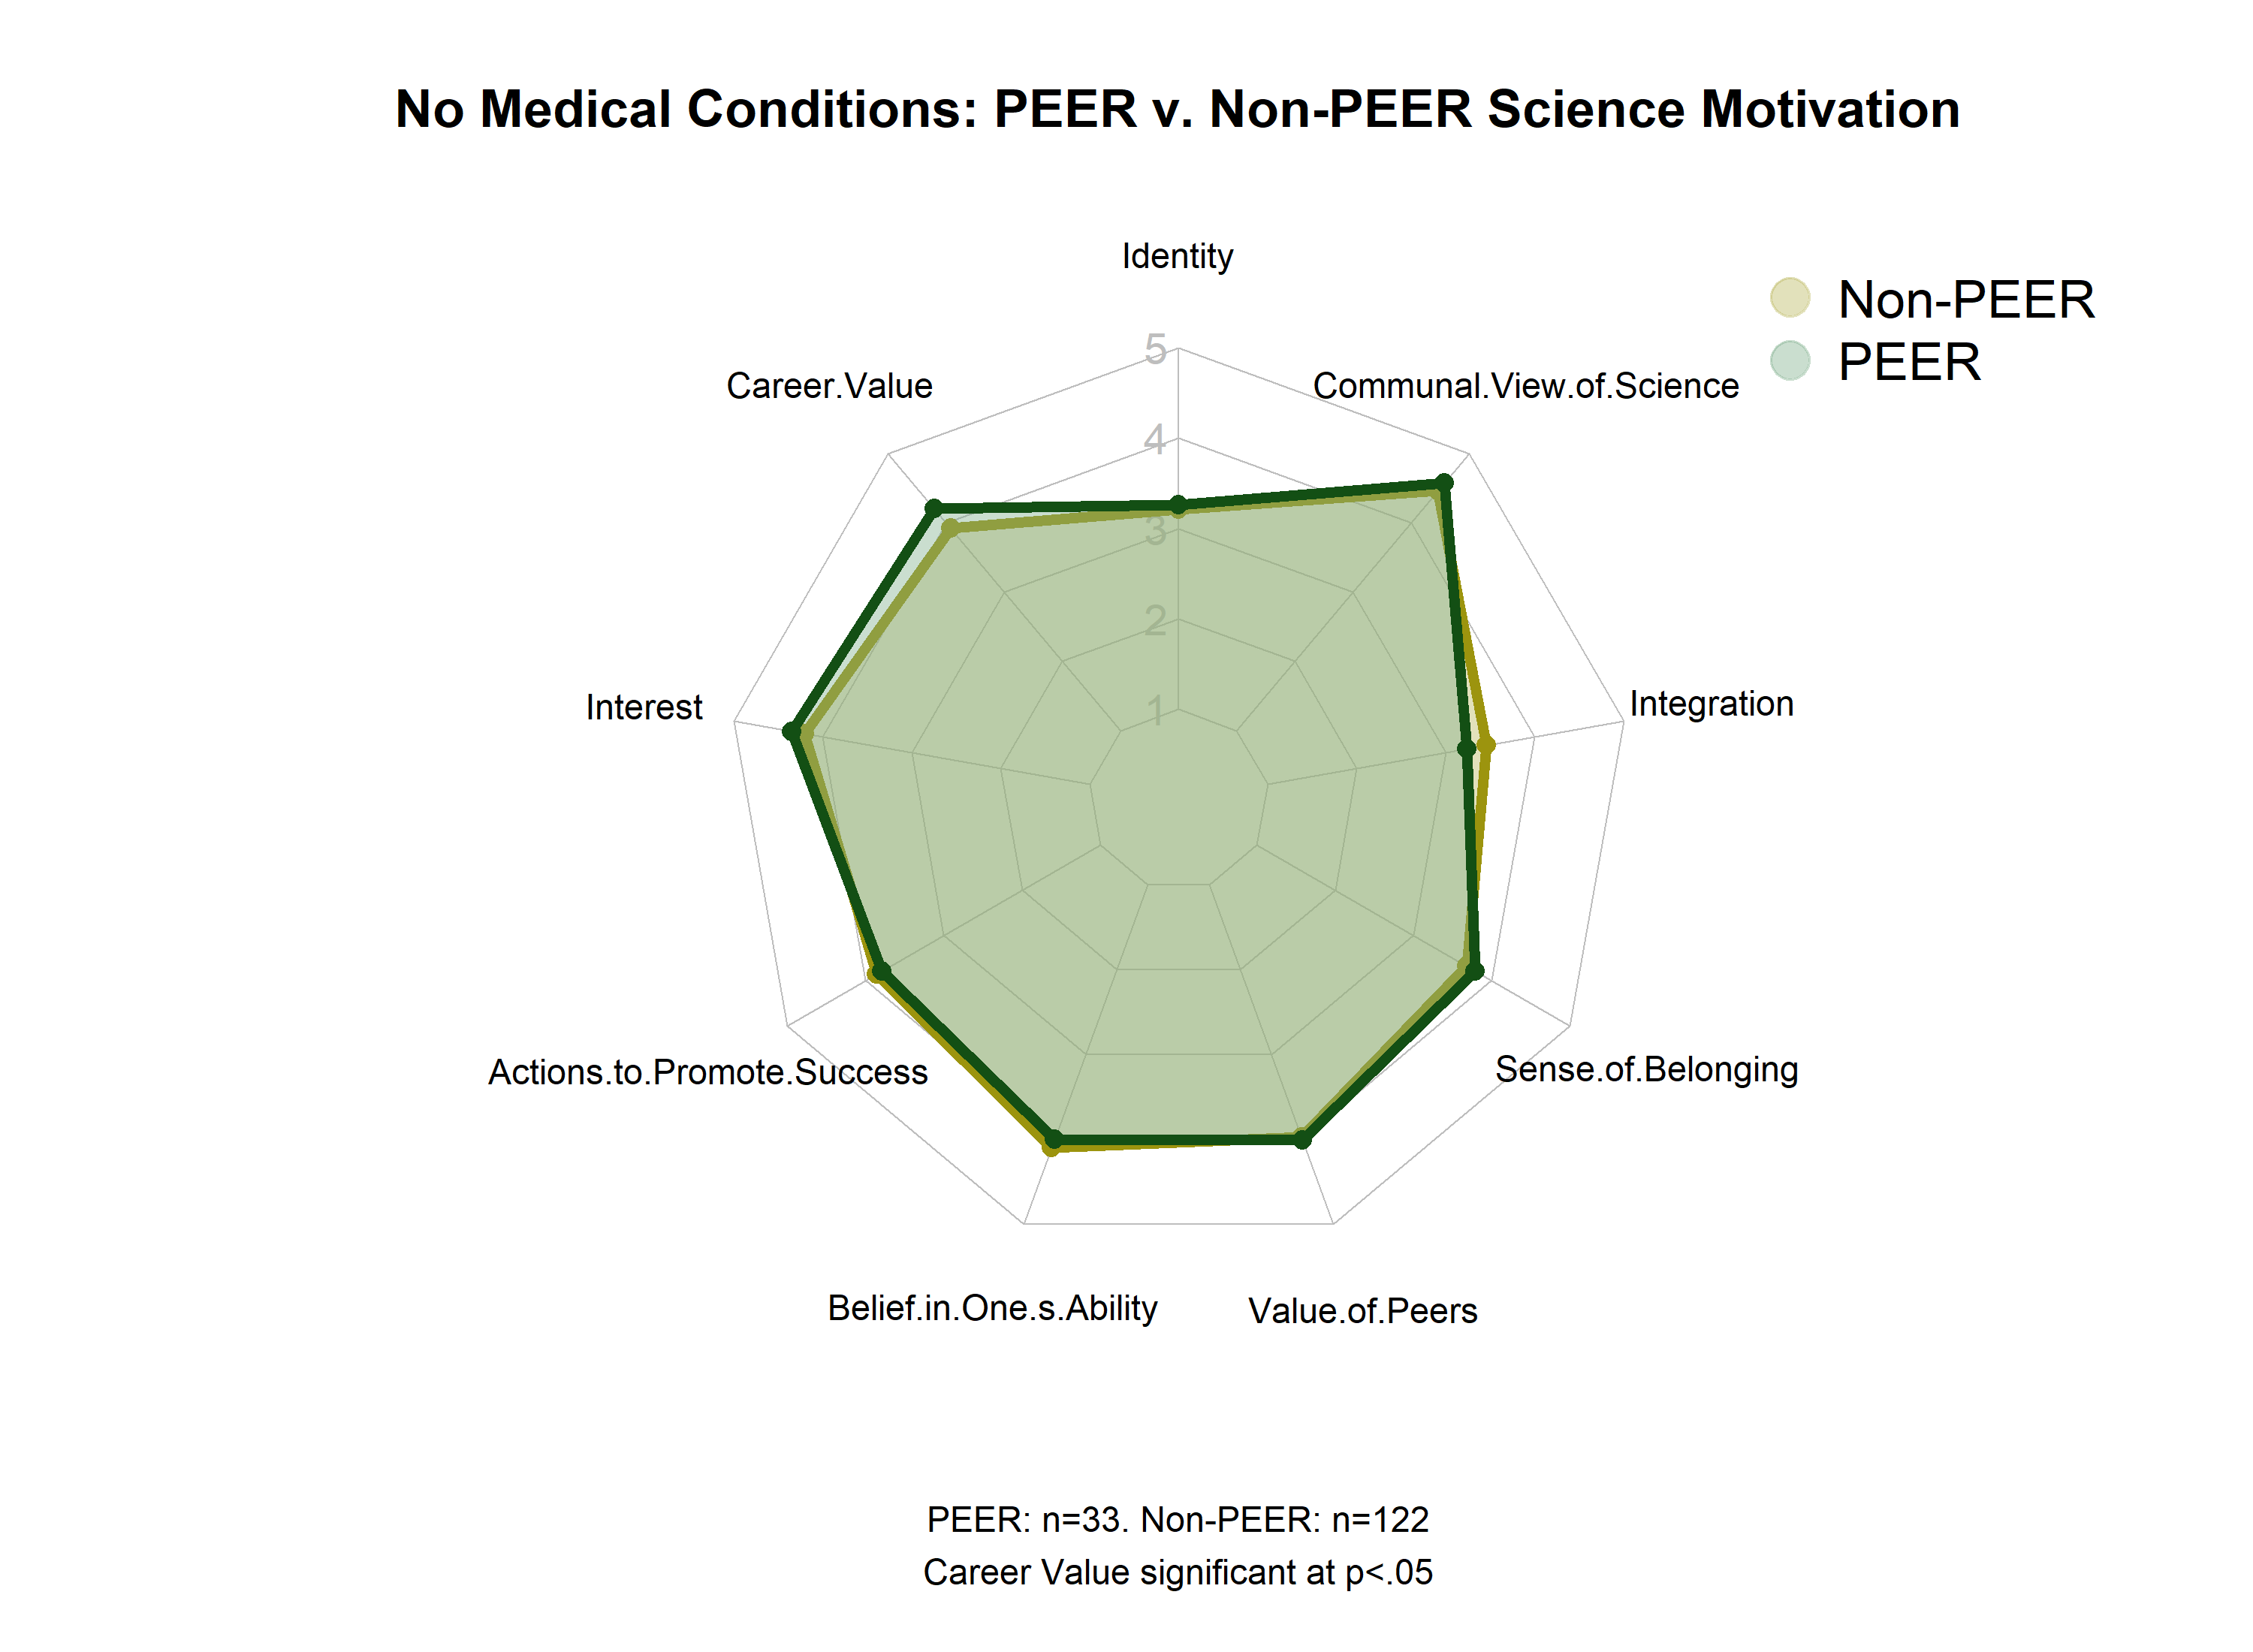 No Medical Conditions: PEER v. Non-PEER Science Motivation
Identity
Non-PEER
PEER
5
Career.Value
Communal.View.of.Science
4
3
2
Interest
Integration
1
Actions.to.Promote.Success
Sense.of.Belonging
Belief.in.One.s.Ability
Value.of.Peers
PEER: n=33. Non-PEER: n=122
Career Value significant at p<.05